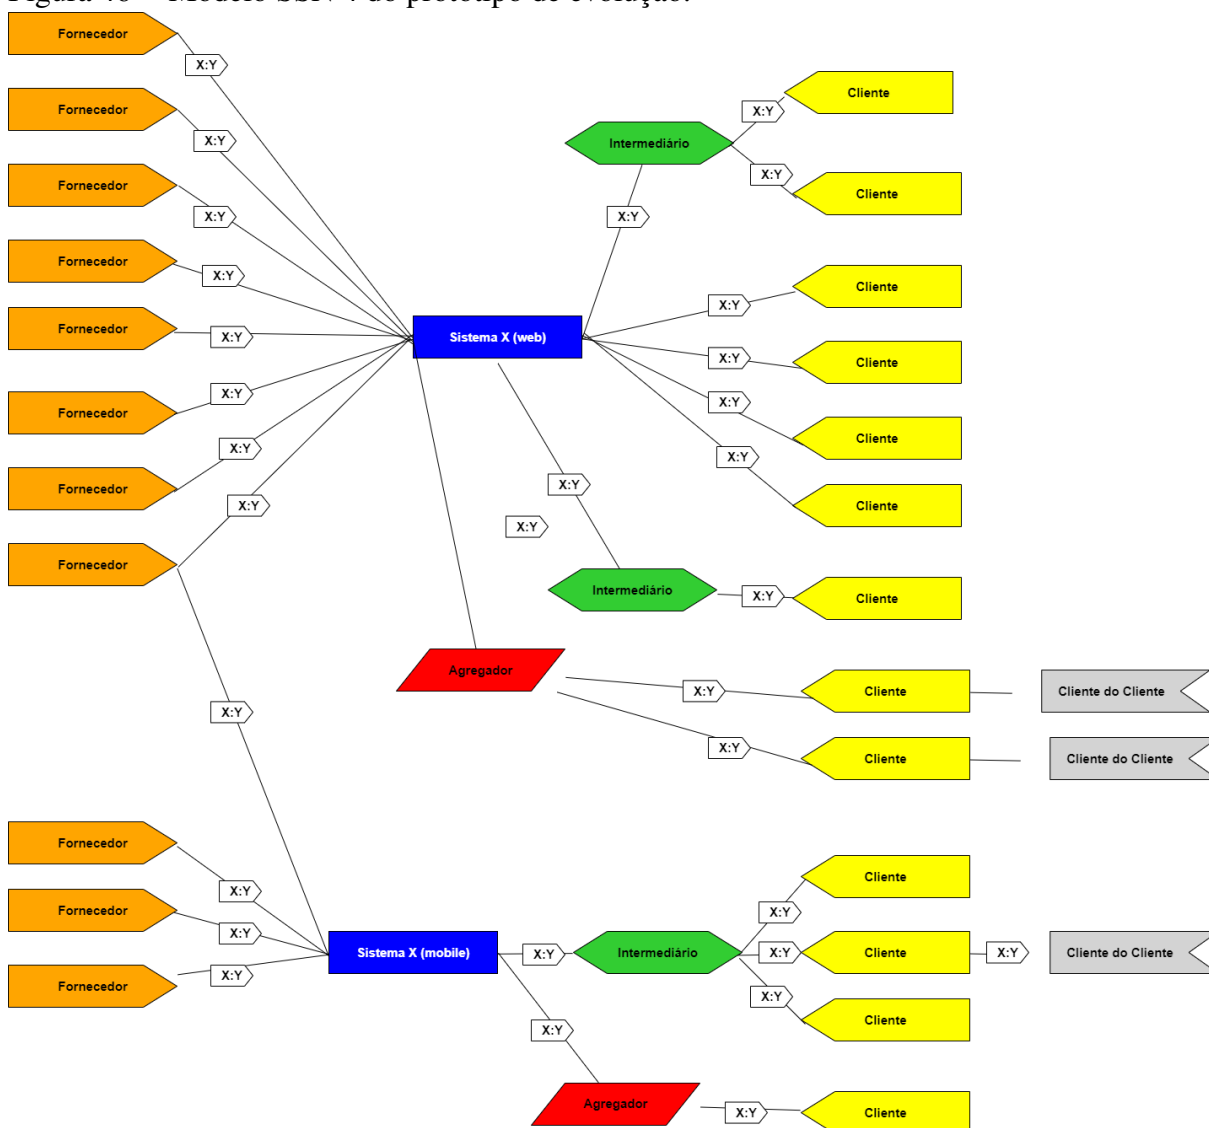 Fornecedor
X:Y
Fornecedor
X:Y
Fornecedor
X:Y
Fornecedor
X:Y
Fornecedor
X:Y
Fornecedor
X:Y
Fornecedor
X:Y
Fornecedor
X:Y
Sistema X (web)
X:Y
Intermediário
X:Y
Cliente
X:Y
Cliente
X:Y
Cliente
X:Y
Cliente
X:Y
Cliente
X:Y
Cliente
X:Y
X:Y
Intermediário
X:Y
Cliente
Agregador
X:Y
Cliente
Cliente do Cliente
X:Y
Cliente
Cliente do Cliente
X:Y
Fornecedor
X:Y
Fornecedor
X:Y
Fornecedor
X:Y
Sistema X (mobile)
X:Y
Intermediário
X:Y
Cliente
X:Y
Cliente
X:Y
Cliente do Cliente
X:Y
Cliente
X:Y
Agregador
X:Y
Cliente